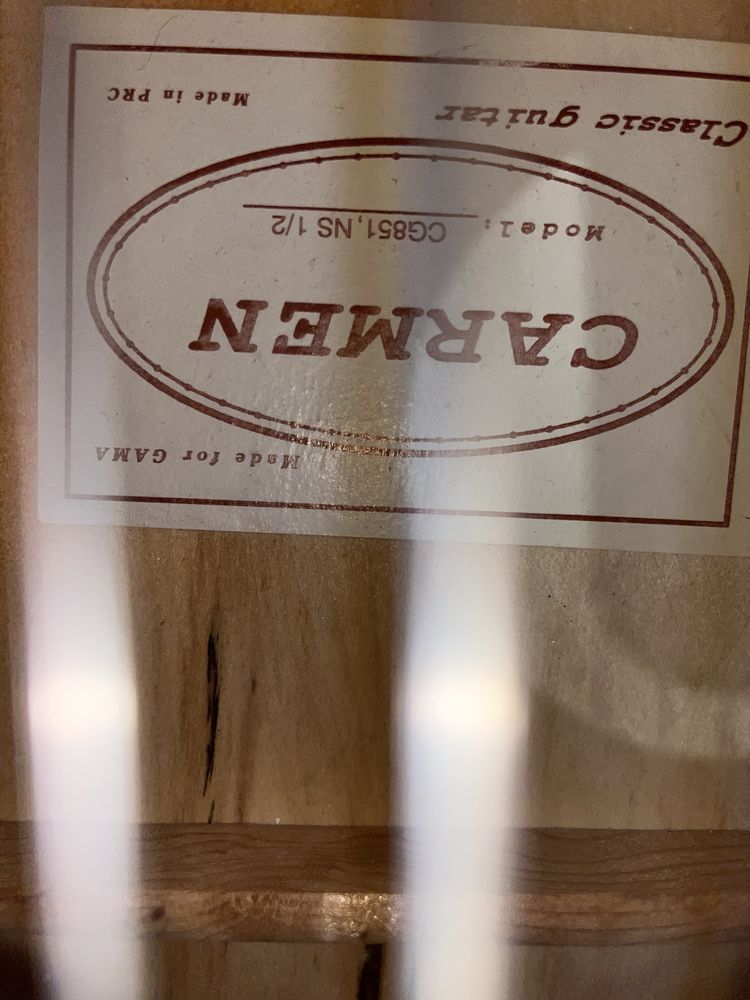 Made for GAMA
CARMEN
Model: CG851,NS 1/2
Classic guitar
Made in PRC